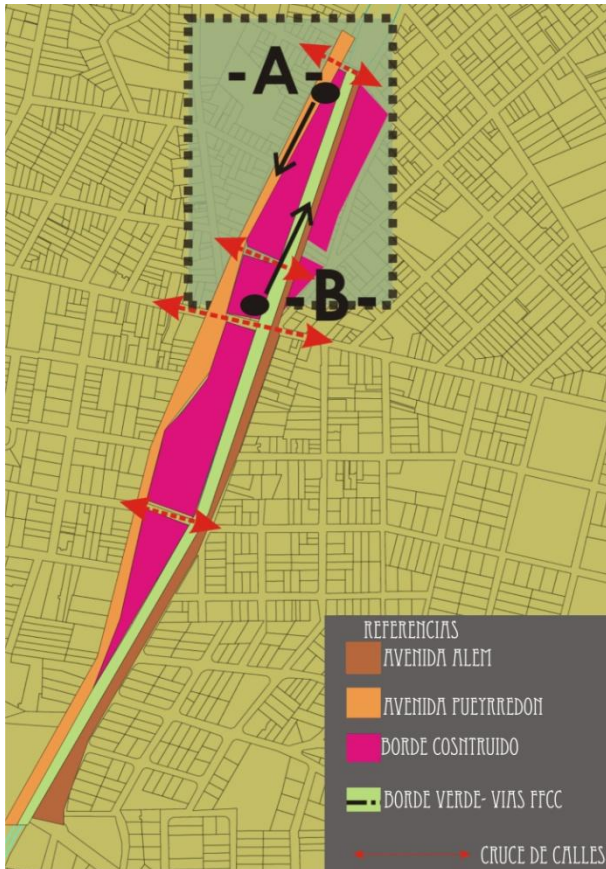 -A-
-B-
REFERENCIAS
AVENIDA ALEM
AVENIDA PUEYRREDON
BORDE COSNTRUIDO
BORDE VERDE- VIAS FFCC
CRUCE DE CALLES